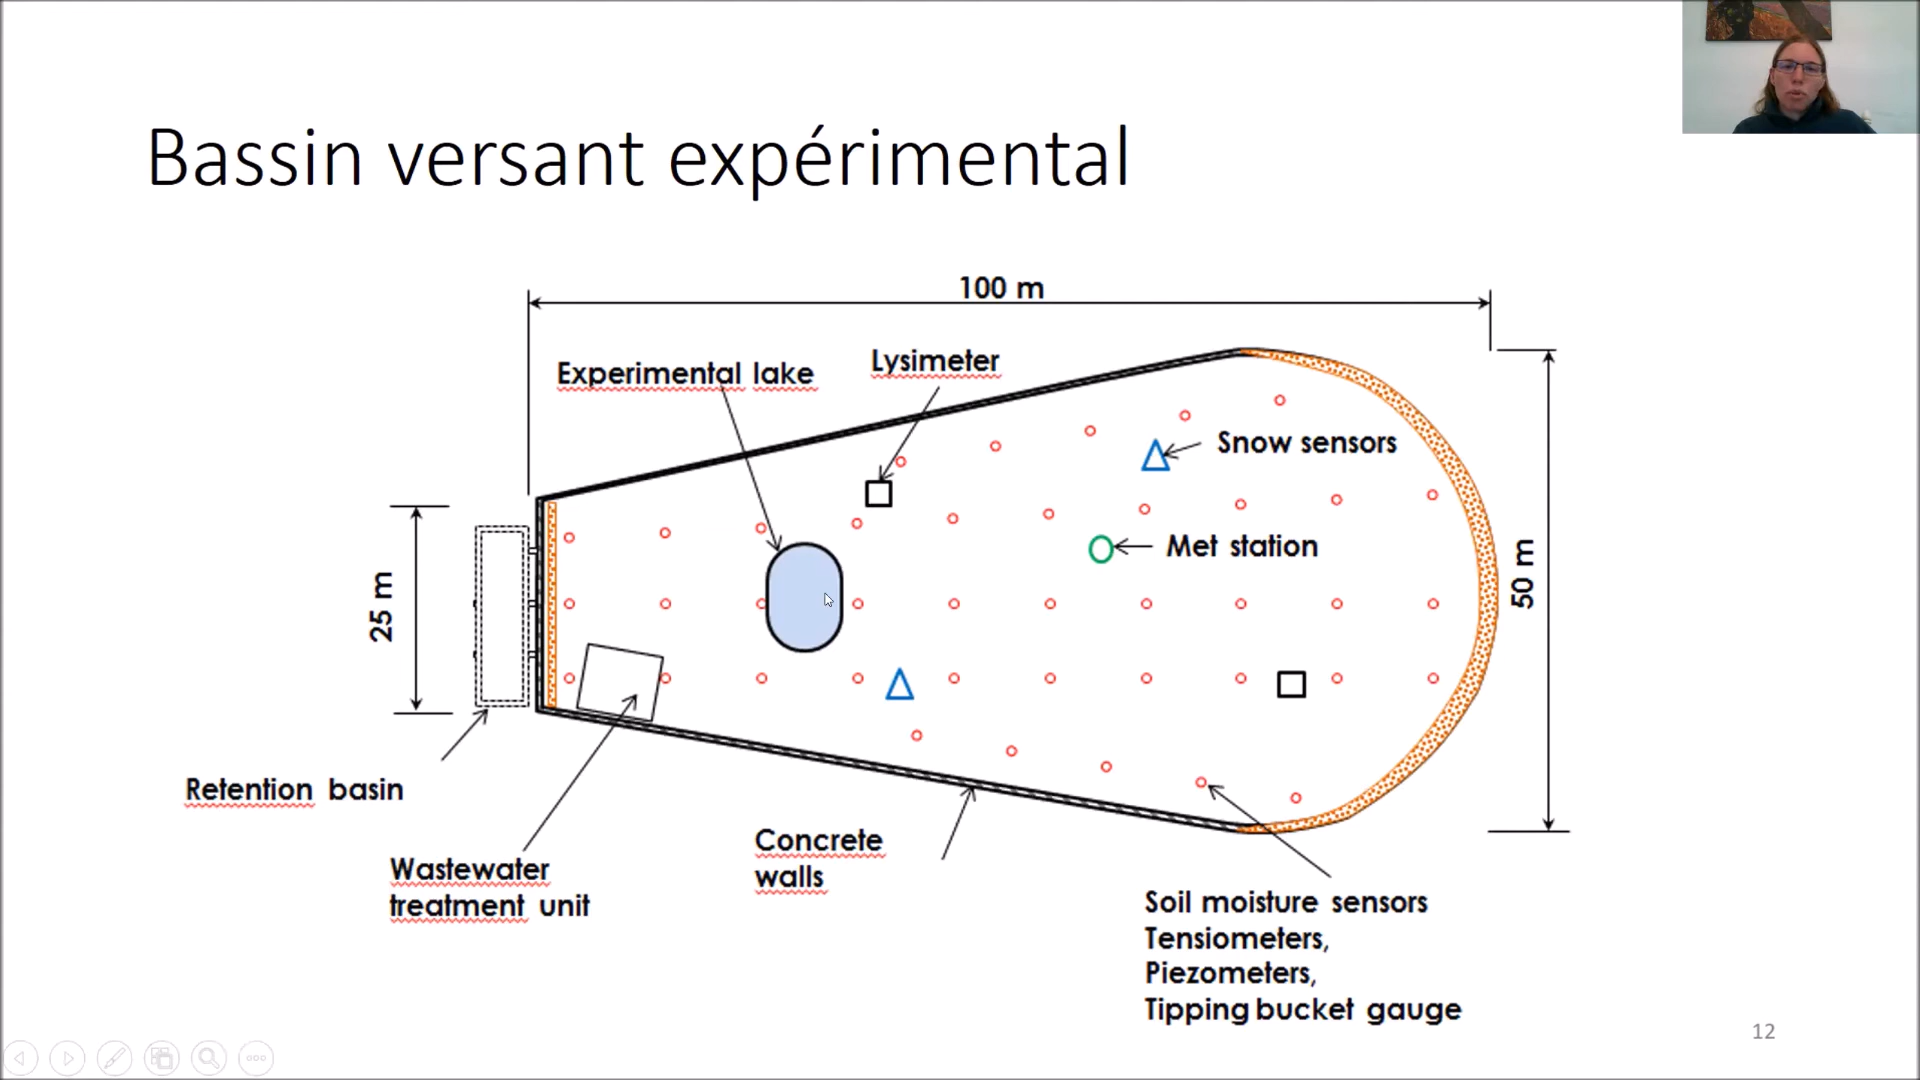 Bassin versant expérimental
100 m
Experimental lake
Lysimeter
Snow sensors
Met station
25 m
50 m
Retention basin
Wastewater
treatment unit
Concrete
walls
Soil moisture sensors
Tensiometers,
Piezometers,
Tipping bucket gauge
12